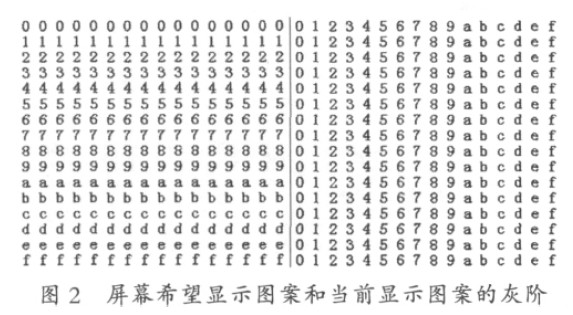 0 0 0 0 0 0 0 0 0 0 0 0 0 0 0 0 0 1 2 3 4 5 6 7 8 9 a b c d e f
1 1 1 1 1 1 1 1 1 1 1 1 1 1 1 1 0 1 2 3 4 5 6 7 8 9 a b c d e f
2 2 2 2 2 2 2 2 2 2 2 2 2 2 2 2 0 1 2 3 4 5 6 7 8 9 a b c d e f
3 3 3 3 3 3 3 3 3 3 3 3 3 3 3 3 0 1 2 3 4 5 6 7 8 9 a b c d e f
4 4 4 4 4 4 4 4 4 4 4 4 4 4 4 4 0 1 2 3 4 5 6 7 8 9 a b c d e f
5 5 5 5 5 5 5 5 5 5 5 5 5 5 5 5 0 1 2 3 4 5 6 7 8 9 a b c d e f
6 6 6 6 6 6 6 6 6 6 6 6 6 6 6 6 0 1 2 3 4 5 6 7 8 9 a b c d e f
7 7 7 7 7 7 7 7 7 7 7 7 7 7 7 7 0 1 2 3 4 5 6 7 8 9 a b c d e f
8 8 8 8 8 8 8 8 8 8 8 8 8 8 8 8 0 1 2 3 4 5 6 7 8 9 a b c d e f
9 9 9 9 9 9 9 9 9 9 9 9 9 9 9 9 0 1 2 3 4 5 6 7 8 9 a b c d e f
a a a a a a a a a a a a a a a a 0 1 2 3 4 5 6 7 8 9 a b c d e f
b b b b b b b b b b b b b b b b 0 1 2 3 4 5 6 7 8 9 a b c d e f
c c c c c c c c c c c c c c c c 0 1 2 3 4 5 6 7 8 9 a b c d e f
d d d d d d d d d d d d d d d d 0 1 2 3 4 5 6 7 8 9 a b c d e f
e e e e e e e e e e e e e e e e 0 1 2 3 4 5 6 7 8 9 a b c d e f
f f f f f f f f f f f f f f f f 0 1 2 3 4 5 6 7 8 9 a b c d e f
图 2 屏幕希望显示图案和当前显示图案的灰阶